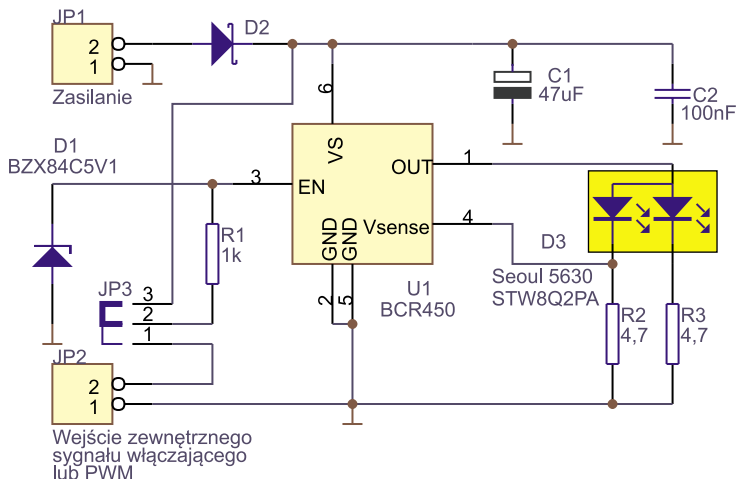 JP1
2
1
Zasilanie
D2
6
C1
47uF
C2
100nF
D1
BZX84C5V1
3
EN
VS
OUT
1
Vsense
4
GND
GND
2
5
U1
BCR450
R1
1k
D3
Seoul 5630
STW8Q2PA
R2
4,7
R3
4,7
JP3
3
2
1
JP2
2
1
Wejście zewnętrznego
sygnału włączającego
lub PWM